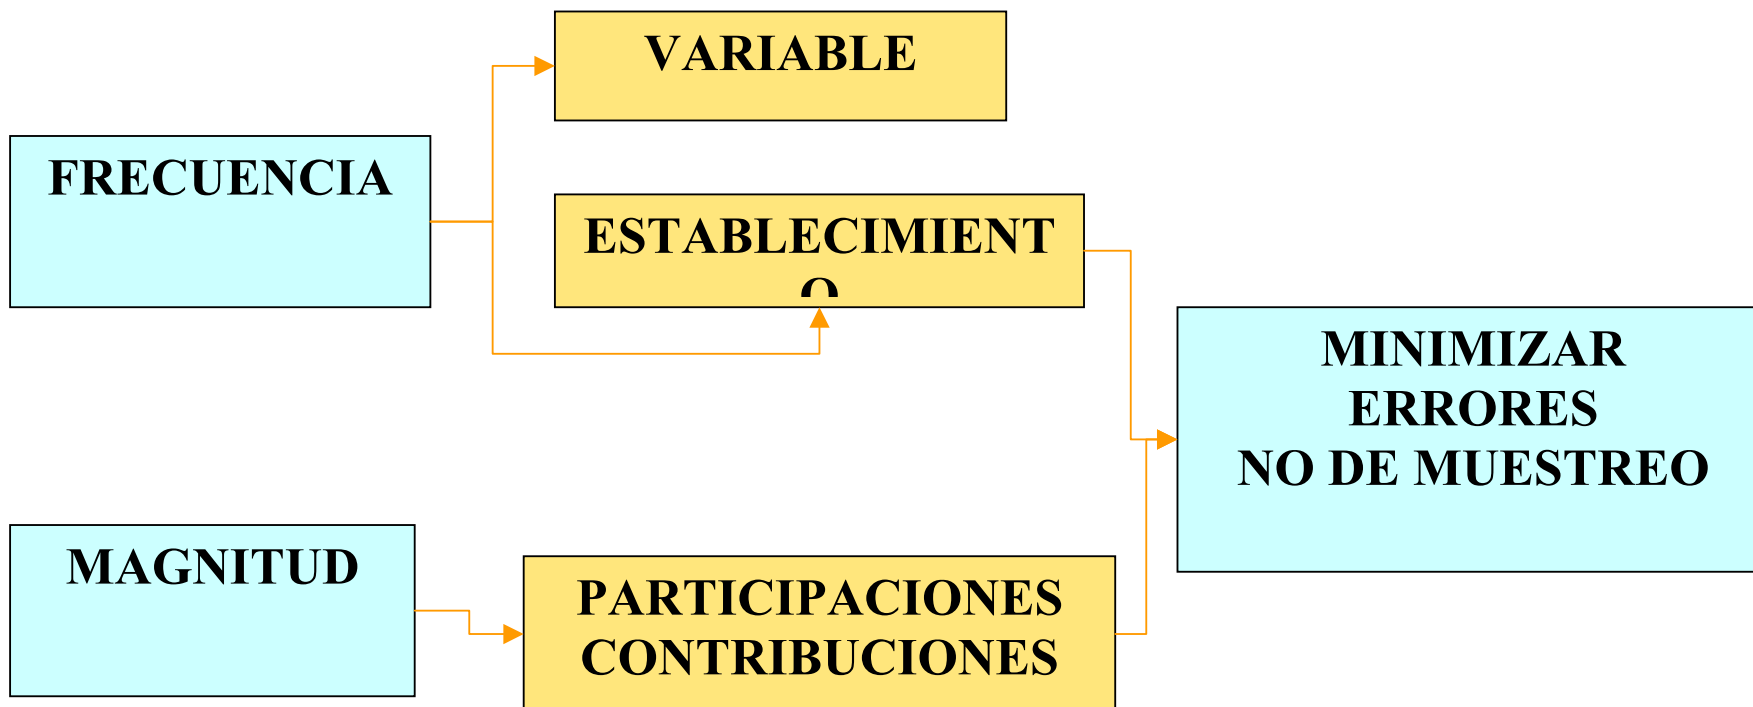 VARIABLE
FRECUENCIA
ESTABLECIMIENT
O
MINIMIZAR
ERRORES
NO DE MUESTREO
MAGNITUD
PARTICIPACIONES
CONTRIBUCIONES